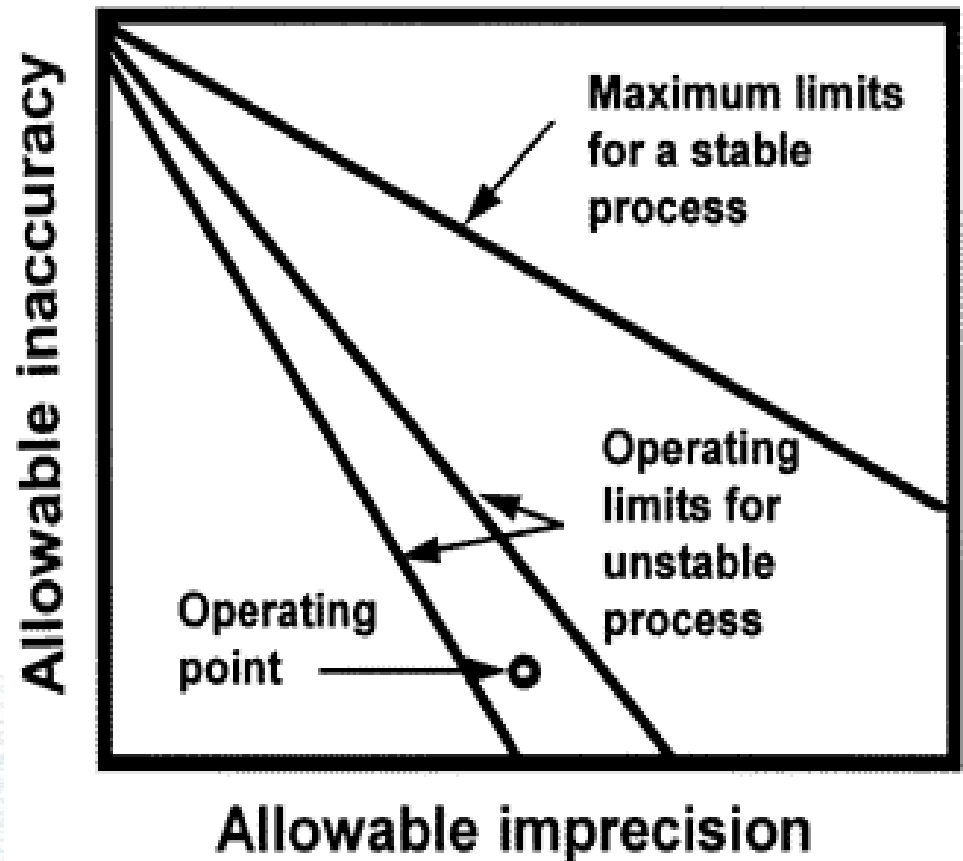 Allowable inaccuracy
Maximum limits
for a stable
process
Operating
limits for
unstable
process
Operating
point
Allowable imprecision